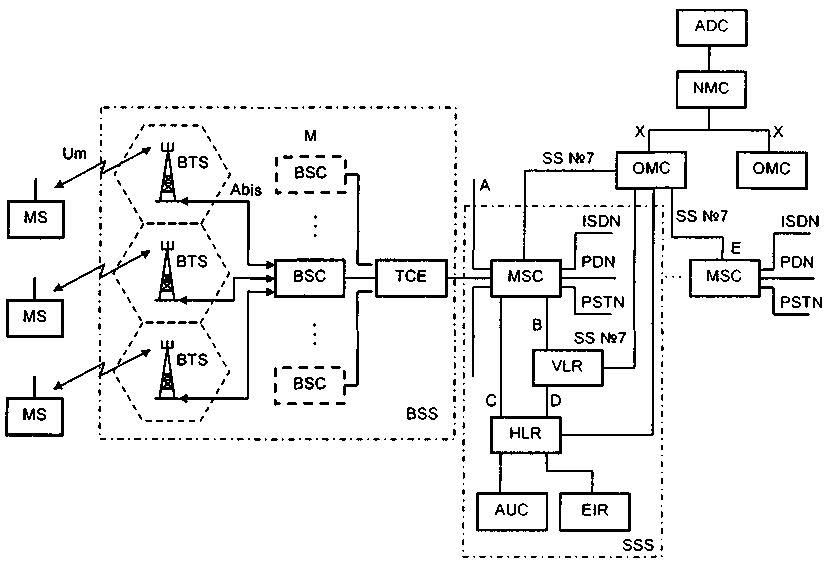 ADC
NMC
X X
SS №7
OMC OMC
M
Um
BTS
BSC
Abis
A
MS
ISDN
SS №7
ISDN
BTS
BSC TCE MSC
PDN
E
MSC
PDN
MS
PSTN
PSTN
B
SS №7
BTS
VLR
BSC
MS
BSS
C D
HLR
AUC EIR
SSS